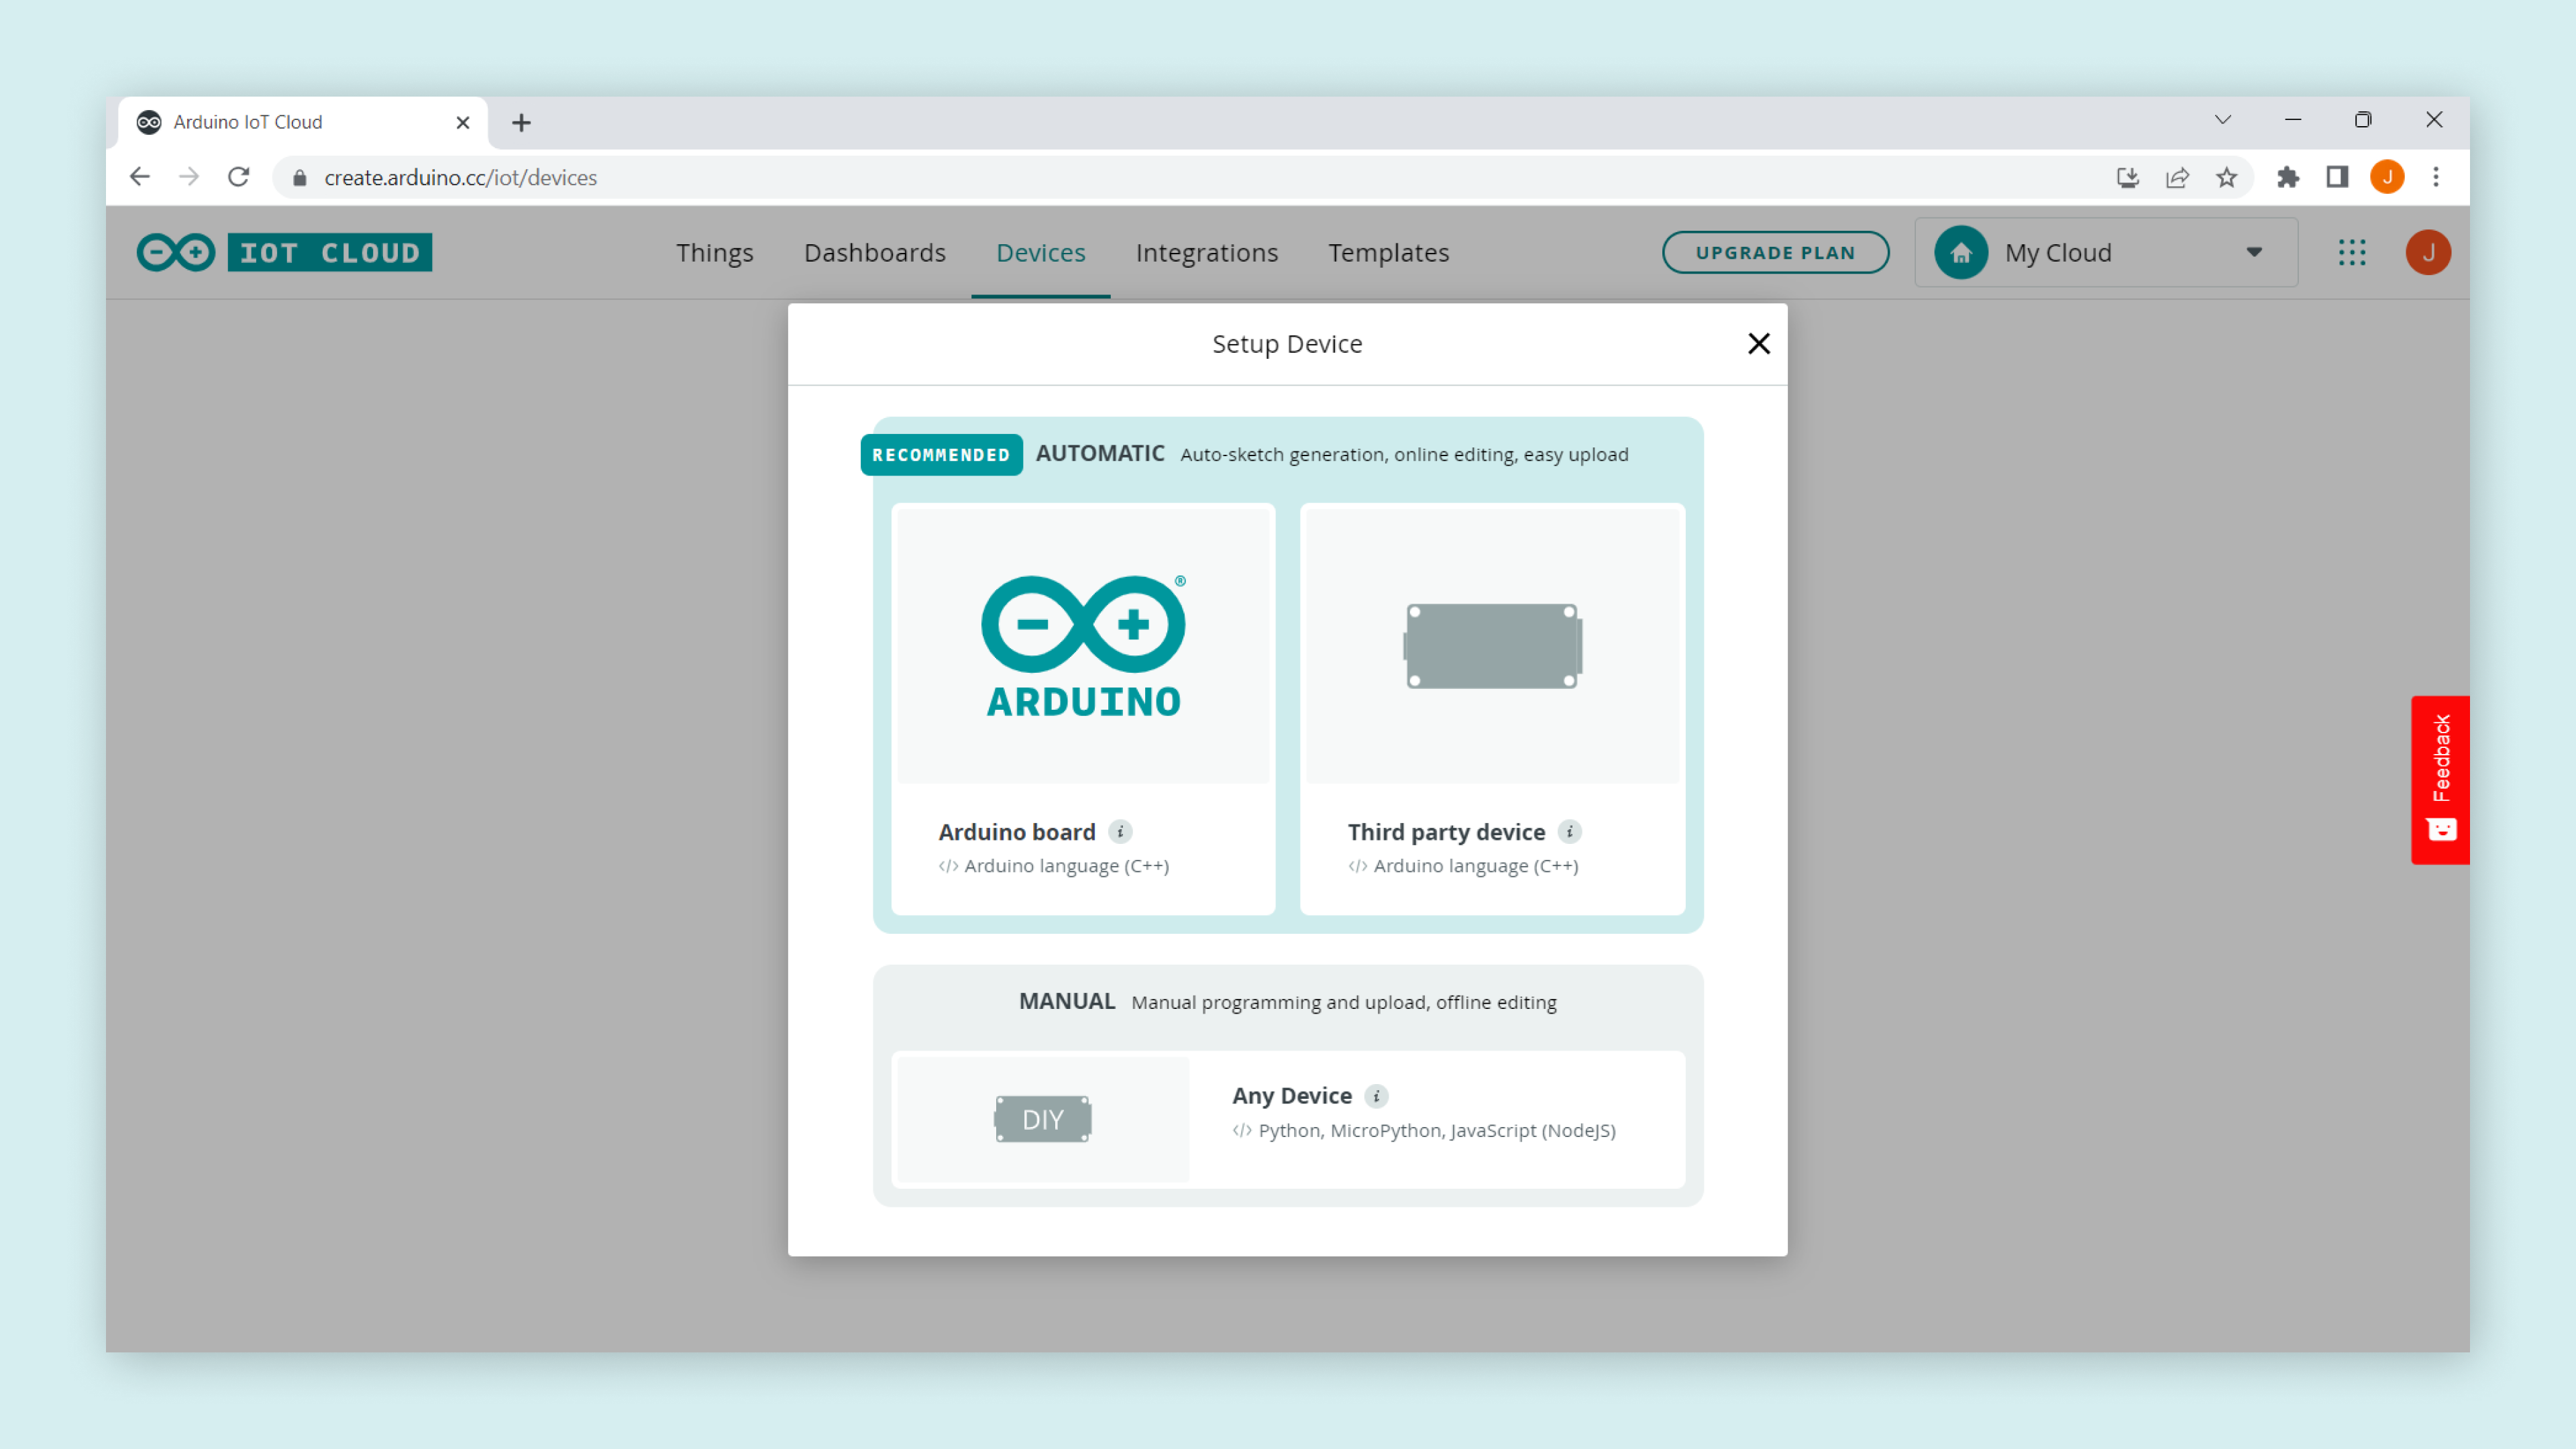 Arduino IoT Cloud
create.arduino.cc/iot/devices
J
IOT CLOUD
Things
Dashboards
Devices
Integrations
Templates
UPGRADE PLAN
My Cloud
J
Setup Device
RECOMMENDED
AUTOMATIC Auto-sketch generation, online editing, easy upload
®
ARDUINO
Arduino board i
</> Arduino language (C++)
Third party device i
</> Arduino language (C++)
MANUAL Manual programming and upload, offline editing
DIY
Any Device i
</> Python, MicroPython, JavaScript (NodeJS)
Feedback